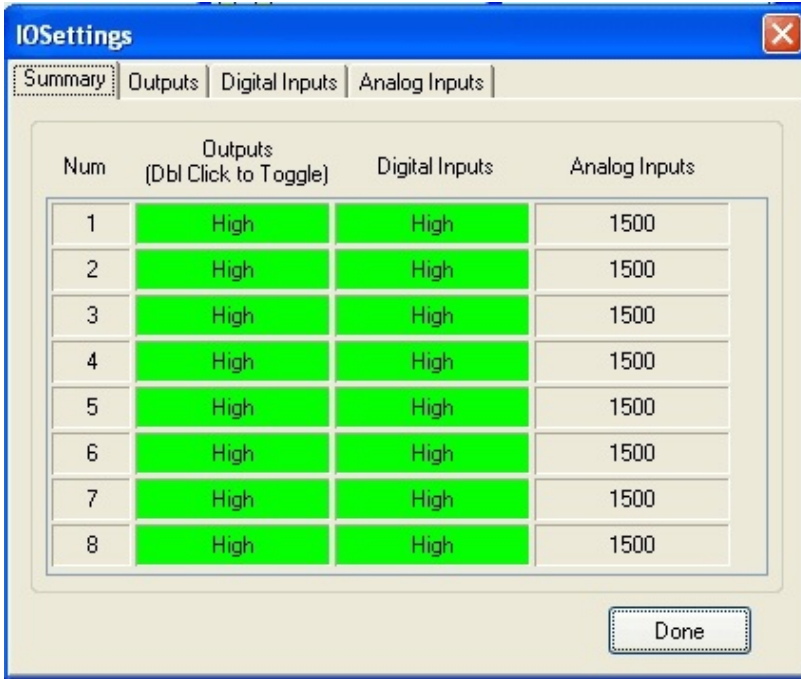 IOSettings
Summary Outputs Digital Inputs Analog Inputs
Num Outputs (Dbl Click to Toggle) Digital Inputs Analog Inputs
1 High High 1500
2 High High 1500
3 High High 1500
4 High High 1500
5 High High 1500
6 High High 1500
7 High High 1500
8 High High 1500
Done